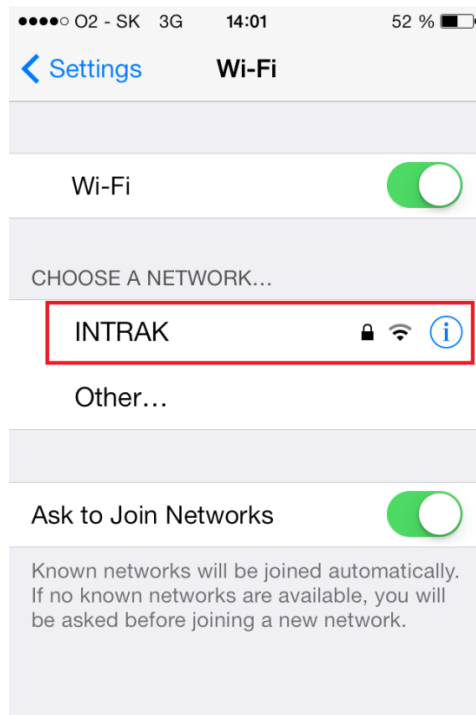 ●●●●○ O2 - SK 3G 14:01 52 %
Settings Wi-Fi
Wi-Fi
CHOOSE A NETWORK...
INTRAK i
Other...
Ask to Join Networks
Known networks will be joined automatically.
If no known networks are available, you will
be asked before joining a new network.